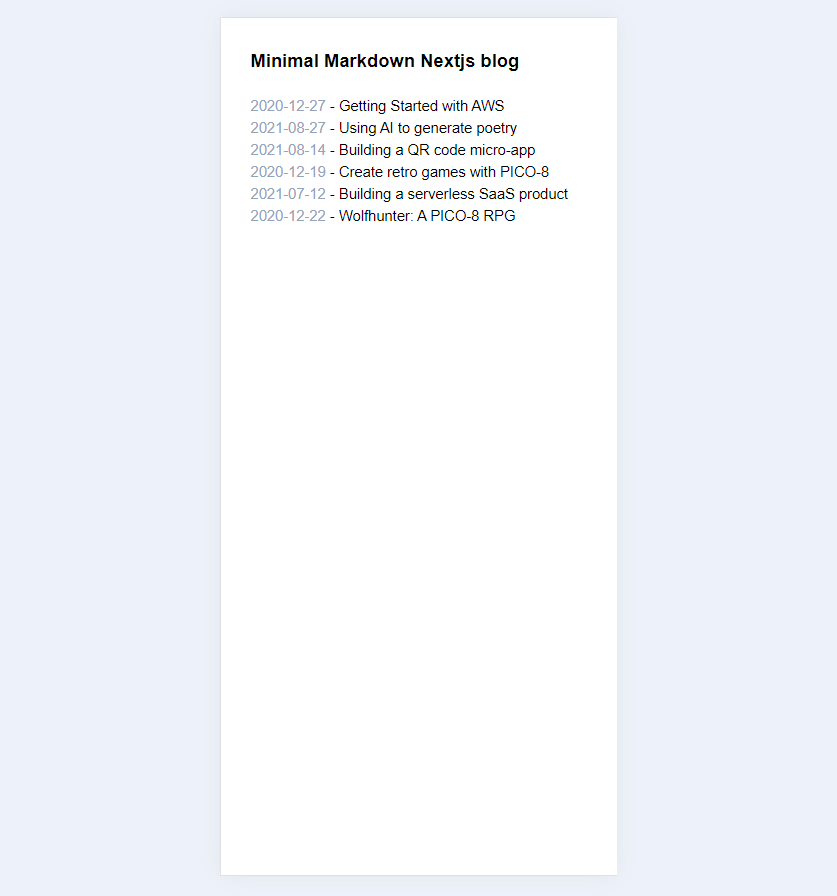 Minimal Markdown Nextjs blog
2020-12-27 - Getting Started with AWS
2021-08-27 - Using AI to generate poetry
2021-08-14 - Building a QR code micro-app
2020-12-19 - Create retro games with PICO-8
2021-07-12 - Building a serverless SaaS product
2020-12-22 - Wolfhunter: A PICO-8 RPG